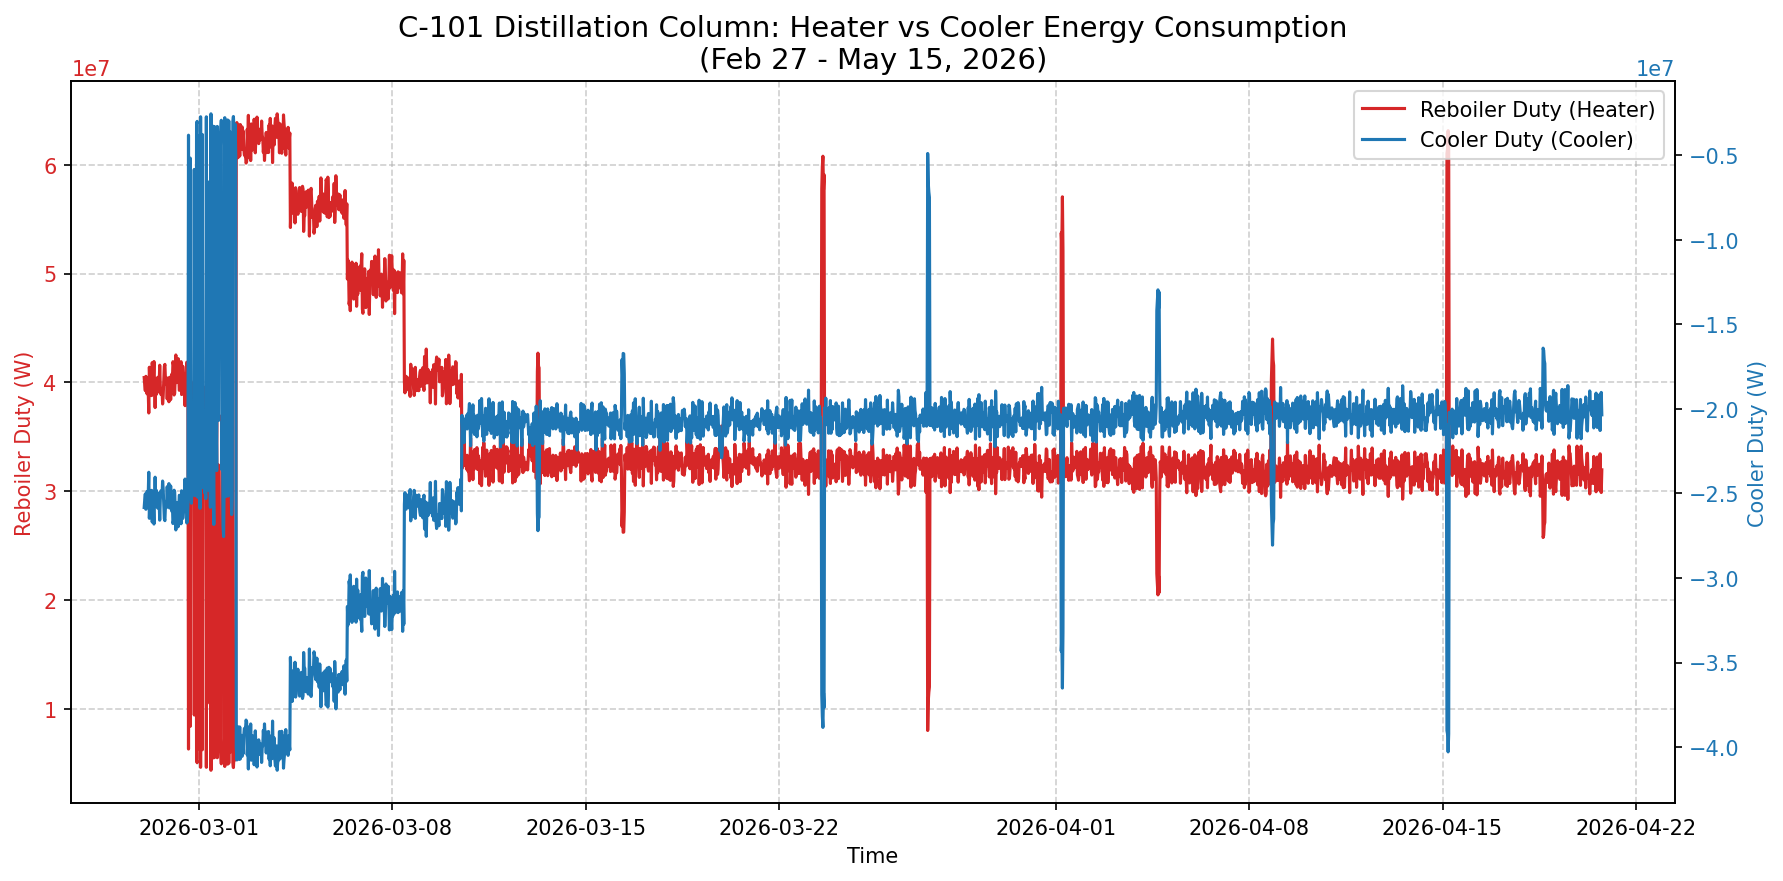 C-101 Distillation Column: Heater vs Cooler Energy Consumption
(Feb 27 - May 15, 2026)
1e7
1e7
Reboiler Duty (Heater)
Cooler Duty (Cooler)
Reboiler Duty (W)
6
5
4
3
2
1
−0.5
−1.0
−1.5
−2.0
−2.5
−3.0
−3.5
−4.0
Cooler Duty (W)
2026-03-01 2026-03-08 2026-03-15 2026-03-22 2026-04-01 2026-04-08 2026-04-15 2026-04-22
Time